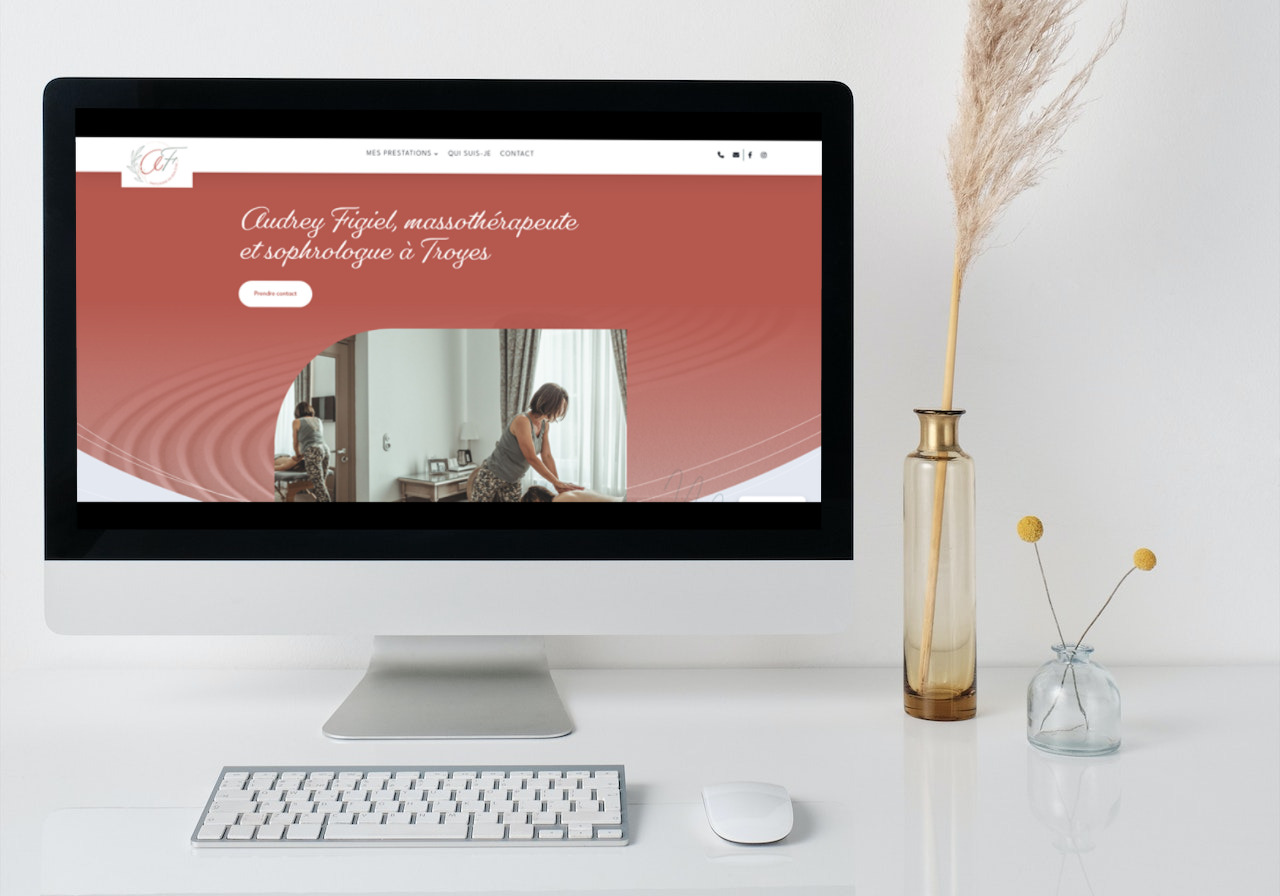 AF
MES PRESTATIONS QUI SUIS-JE CONTACT
Audrey Figiel, massothérapeute
et sophrologue à Troyes
Prendre contact